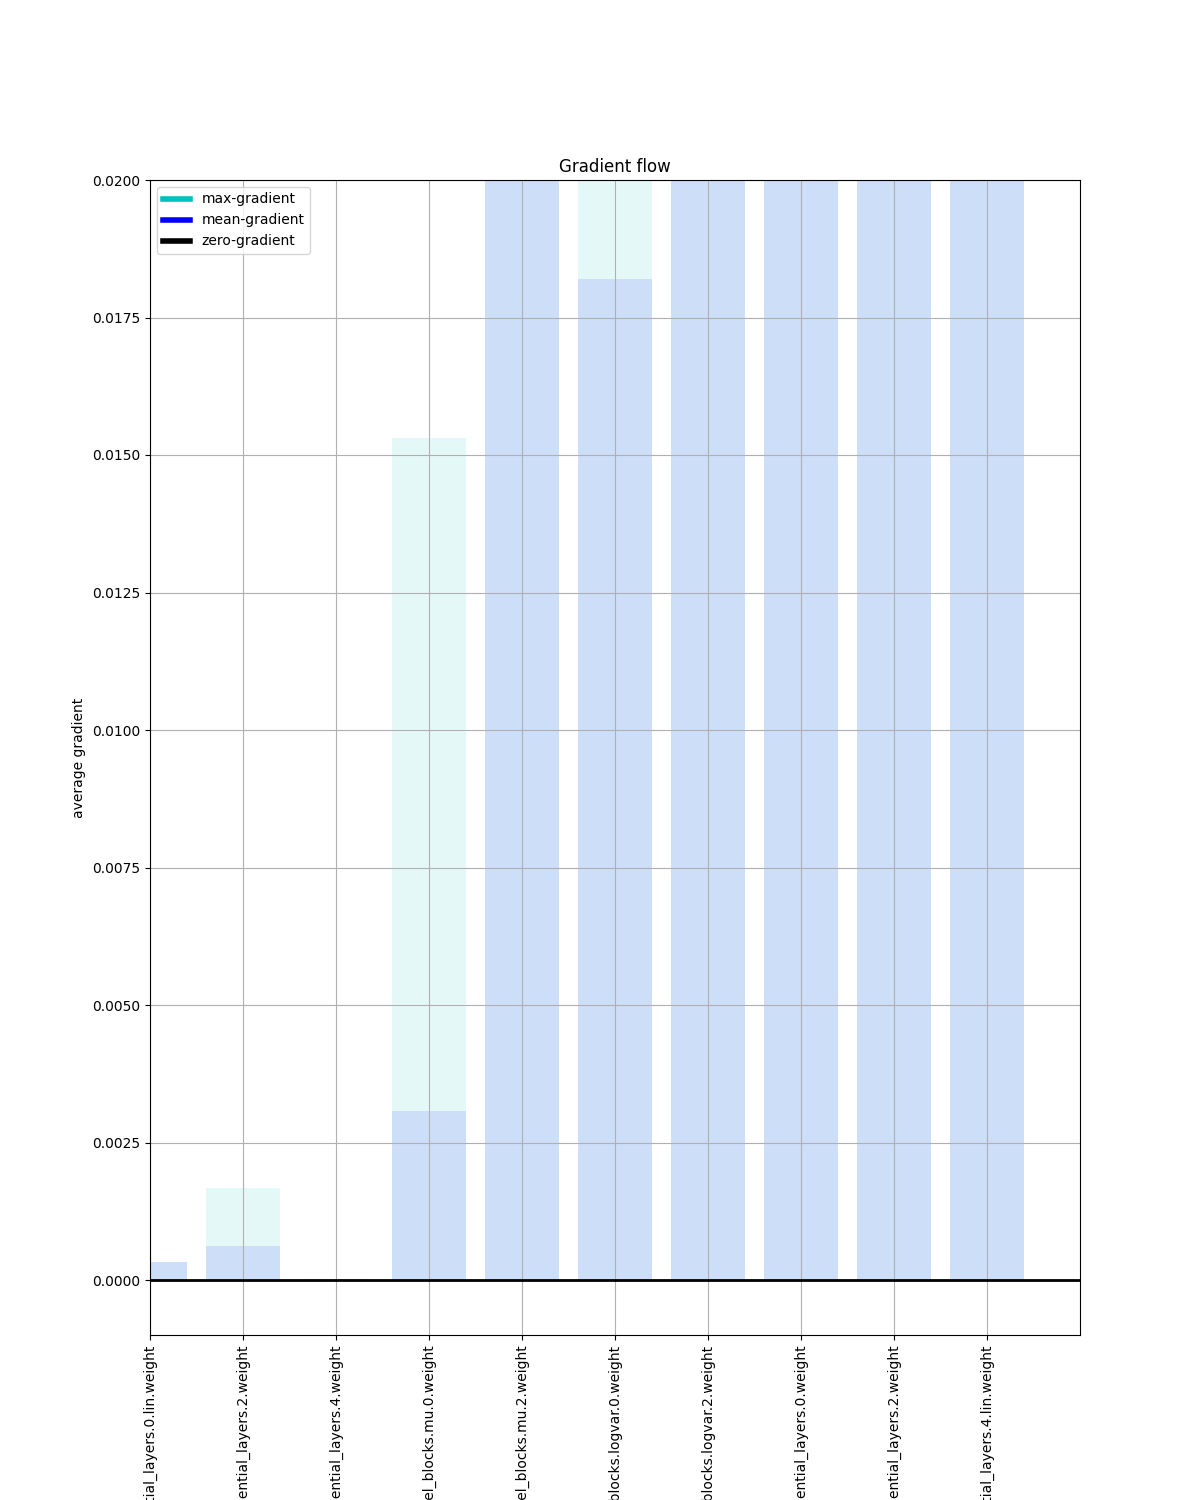 Gradient flow
max-gradient
mean-gradient
zero-gradient
0.0200
0.0175
0.0150
0.0125
0.0100
0.0075
0.0050
0.0025
0.0000
average gradient
tial_layers.0.lin.weight
ential_layers.2.weight
ential_layers.4.weight
el_blocks.mu.0.weight
el_blocks.mu.2.weight
blocks.logvar.0.weight
blocks.logvar.2.weight
ential_layers.0.weight
ential_layers.2.weight
tial_layers.4.lin.weight